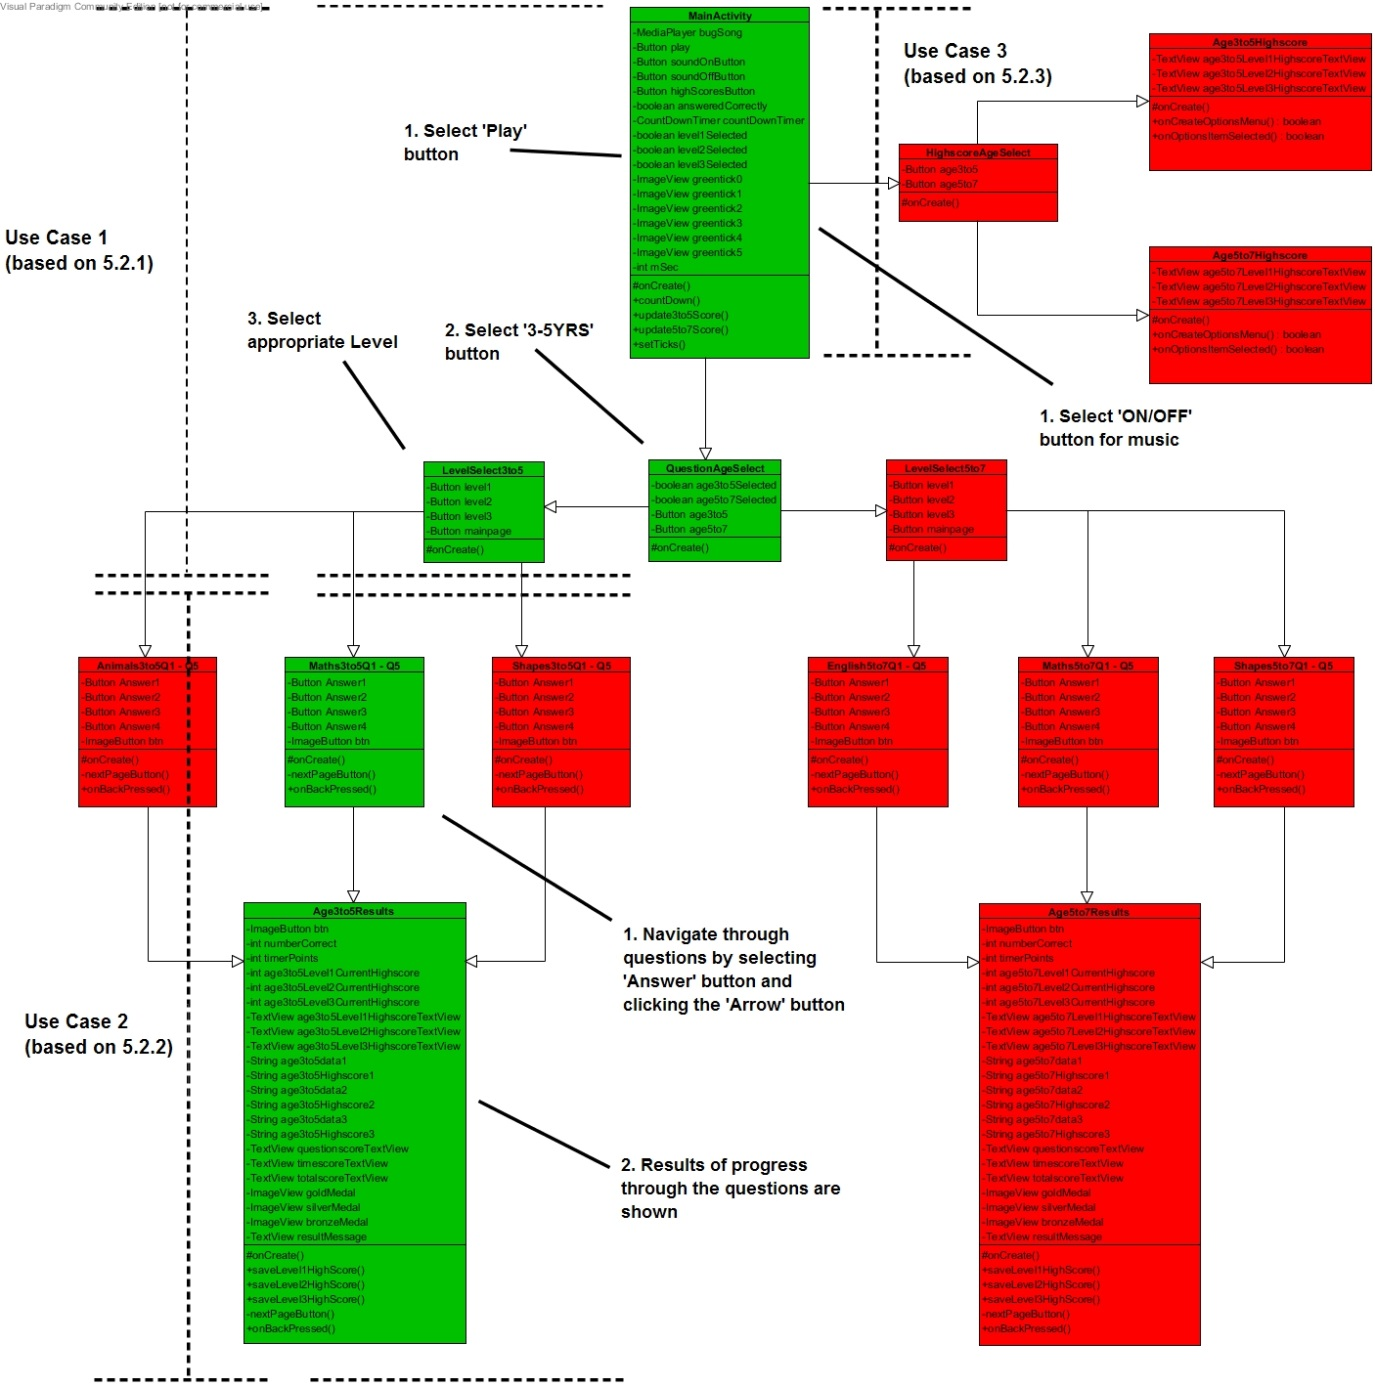 Visual Paradigm Community Edition [not for commercial use]
MainActivity
-MediaPlayer bugSong
-Button play
-Button soundOnButton
-Button soundOffButton
-Button highScoresButton
-boolean answeredCorrectly
-CountDownTimer countDownTimer
-boolean level1Selected
-boolean level2Selected
-boolean level3Selected
-ImageView greentick0
-ImageView greentick1
-ImageView greentick2
-ImageView greentick3
-ImageView greentick4
-ImageView greentick5
-int mSec
#onCreate()
+countDown()
+update3to5Score()
+update5to7Score()
+setTicks()
Use Case 3
(based on 5.2.3)
Age3to5Highscore
-TextView age3to5Level1HighscoreTextView
-TextView age3to5Level2HighscoreTextView
-TextView age3to5Level3HighscoreTextView
#onCreate()
+onCreateOptionsMenu() : boolean
+onOptionsItemSelected() : boolean
HighscoreAgeSelect
-Button age3to5
-Button age5to7
#onCreate()
Age5to7Highscore
-TextView age5to7Level1HighscoreTextView
-TextView age5to7Level2HighscoreTextView
-TextView age5to7Level3HighscoreTextView
#onCreate()
+onCreateOptionsMenu() : boolean
+onOptionsItemSelected() : boolean
1. Select 'Play'
button
Use Case 1
(based on 5.2.1)
3. Select
appropriate Level
2. Select '3-5YRS'
button
1. Select 'ON/OFF'
button for music
LevelSelect3to5
-Button level1
-Button level2
-Button level3
-Button mainpage
#onCreate()
QuestionAgeSelect
-boolean age3to5Selected
-boolean age5to7Selected
-Button age3to5
-Button age5to7
#onCreate()
LevelSelect5to7
-Button level1
-Button level2
-Button level3
-Button mainpage
#onCreate()
Animals3to5Q1 - Q5
-Button Answer1
-Button Answer2
-Button Answer3
-Button Answer4
-ImageButton btn
#onCreate()
-nextPageButton()
+onBackPressed()
Maths3to5Q1 - Q5
-Button Answer1
-Button Answer2
-Button Answer3
-Button Answer4
-ImageButton btn
#onCreate()
-nextPageButton()
+onBackPressed()
Shapes3to5Q1 - Q5
-Button Answer1
-Button Answer2
-Button Answer3
-Button Answer4
-ImageButton btn
#onCreate()
-nextPageButton()
+onBackPressed()
English5to7Q1 - Q5
-Button Answer1
-Button Answer2
-Button Answer3
-Button Answer4
-ImageButton btn
#onCreate()
-nextPageButton()
+onBackPressed()
Maths5to7Q1 - Q5
-Button Answer1
-Button Answer2
-Button Answer3
-Button Answer4
-ImageButton btn
#onCreate()
-nextPageButton()
+onBackPressed()
Shapes5to7Q1 - Q5
-Button Answer1
-Button Answer2
-Button Answer3
-Button Answer4
-ImageButton btn
#onCreate()
-nextPageButton()
+onBackPressed()
Use Case 2
(based on 5.2.2)
Age3to5Results
-ImageButton btn
-int numberCorrect
-int timerPoints
-int age3to5Level1CurrentHighscore
-int age3to5Level2CurrentHighscore
-int age3to5Level3CurrentHighscore
-TextView age3to5Level1HighscoreTextView
-TextView age3to5Level2HighscoreTextView
-TextView age3to5Level3HighscoreTextView
-String age3to5data1
-String age3to5Highscore1
-String age3to5data2
-String age3to5Highscore2
-String age3to5data3
-String age3to5Highscore3
-TextView questionscoreTextView
-TextView timescoreTextView
-TextView totalscoreTextView
-ImageView goldMedal
-ImageView silverMedal
-ImageView bronzeMedal
-TextView resultMessage
#onCreate()
+saveLevel1HighScore()
+saveLevel2HighScore()
+saveLevel3HighScore()
-nextPageButton()
+onBackPressed()
1. Navigate through
questions by selecting
'Answer' button and
clicking the 'Arrow' button
2. Results of progress
through the questions are
shown
Age5to7Results
-ImageButton btn
-int numberCorrect
-int timerPoints
-int age5to7Level1CurrentHighscore
-int age5to7Level2CurrentHighscore
-int age5to7Level3CurrentHighscore
-TextView age5to7Level1HighscoreTextView
-TextView age5to7Level2HighscoreTextView
-TextView age5to7Level3HighscoreTextView
-String age5to7data1
-String age5to7Highscore1
-String age5to7data2
-String age5to7Highscore2
-String age5to7data3
-String age5to7Highscore3
-TextView questionscoreTextView
-TextView timescoreTextView
-TextView totalscoreTextView
-ImageView goldMedal
-ImageView silverMedal
-ImageView bronzeMedal
-TextView resultMessage
#onCreate()
+saveLevel1HighScore()
+saveLevel2HighScore()
+saveLevel3HighScore()
-nextPageButton()
+onBackPressed()